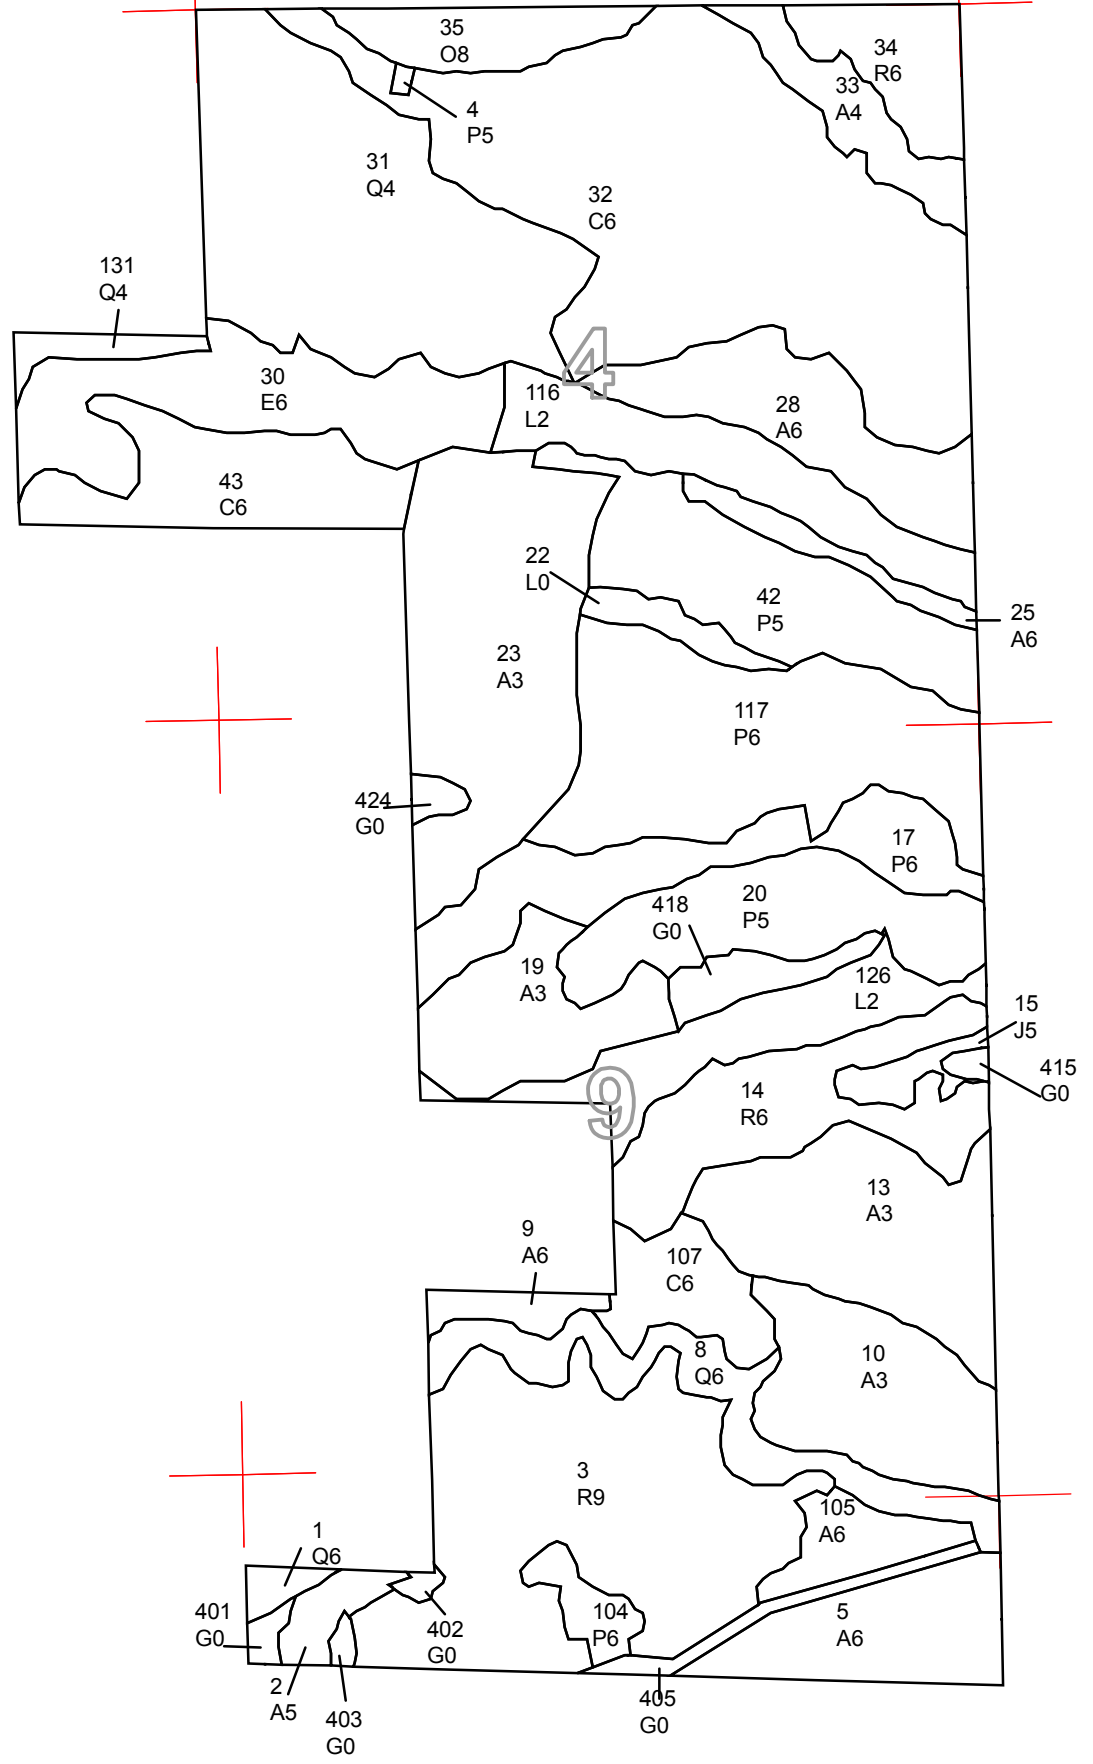 35
O8
34
R6
33
A4
4
P5
31
Q4
32
C6
131
Q4
4
30
E6
116
L2
28
A6
43
C6
22
L0
42
P5
25
A6
23
A3
117
P6
424
G0
17
P6
418
G0
20
P5
19
A3
126
L2
15
J5
415
G0
9
14
R6
13
A3
9
A6
107
C6
8
Q6
10
A3
3
R9
105
A6
1
Q6
401
G0
402
G0
104
P6
5
A6
2
A5
403
G0
405
G0